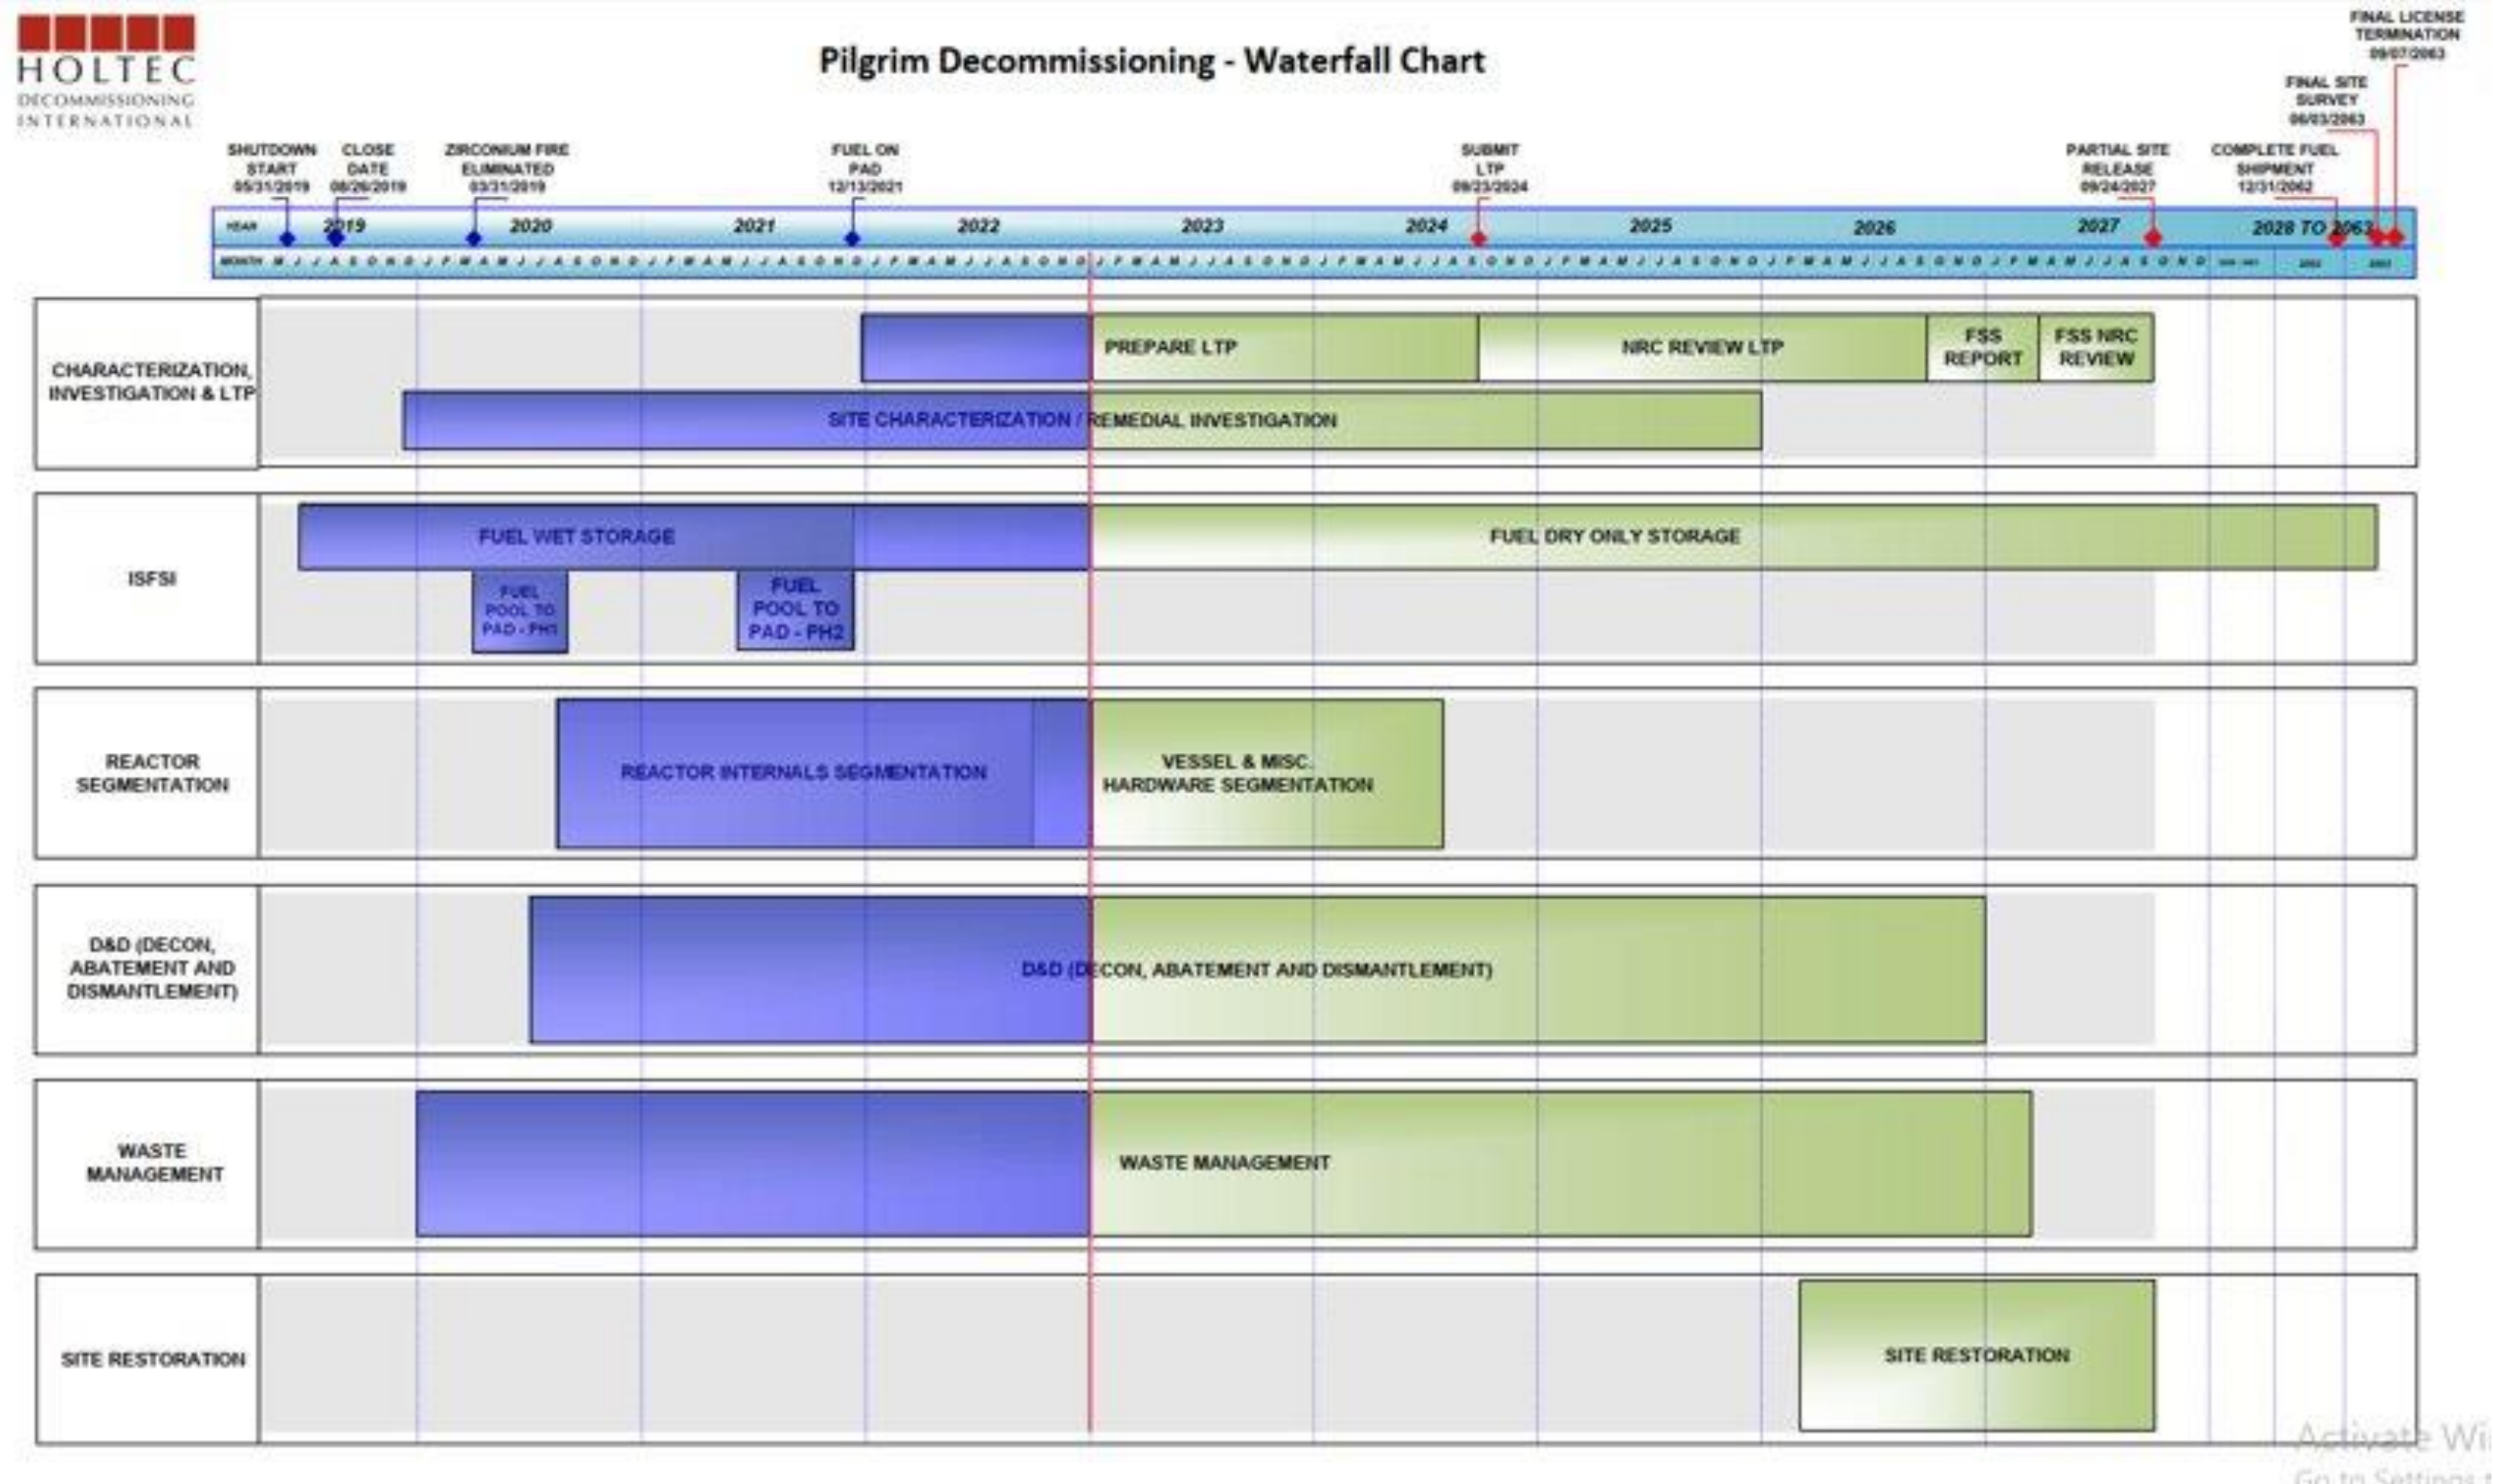 HOLTEC
DECOMMISSIONING
INTERNATIONAL
Pilgrim Decommissioning - Waterfall Chart
FINAL LICENSE
TERMINATION
09/07/2063
FINAL SITE
SURVEY
06/03/2063
SHUTDOWN
START
05/31/2019
CLOSE
DATE
08/26/2019
ZIRCONIUM FIRE
ELIMINATED
03/31/2019
FUEL ON
PAD
12/13/2021
SUBMIT
LTP
09/23/2024
PARTIAL SITE
RELEASE
09/24/2027
COMPLETE FUEL
SHIPMENT
12/31/2062
YEAR 2019 2020 2021 2022 2023 2024 2025 2026 2027 2028 TO 2063
MONTH M J J A S O N D J F M A M J J A S O N D J F M A M J J A S O N D J F M A M J J A S O N D J F M A M J J A S O N D J F M A M J J A S O N D J F M A M J J A S O N D J F M A M J J A S O N D J F M A M J J A S O N D
CHARACTERIZATION,
INVESTIGATION & LTP
PREPARE LTP
NRC REVIEW LTP
FSS
REPORT
FSS NRC
REVIEW
SITE CHARACTERIZATION / REMEDIAL INVESTIGATION
ISFSI
FUEL WET STORAGE
FUEL DRY ONLY STORAGE
FUEL
POOL TO
PAD - PH1
FUEL
POOL TO
PAD - PH2
REACTOR
SEGMENTATION
REACTOR INTERNALS SEGMENTATION
VESSEL & MISC.
HARDWARE SEGMENTATION
D&D (DECON,
ABATEMENT AND
DISMANTLEMENT)
D&D (DECON, ABATEMENT AND DISMANTLEMENT)
WASTE
MANAGEMENT
WASTE MANAGEMENT
SITE RESTORATION
SITE RESTORATION
Activate Wi
Go to Settings t